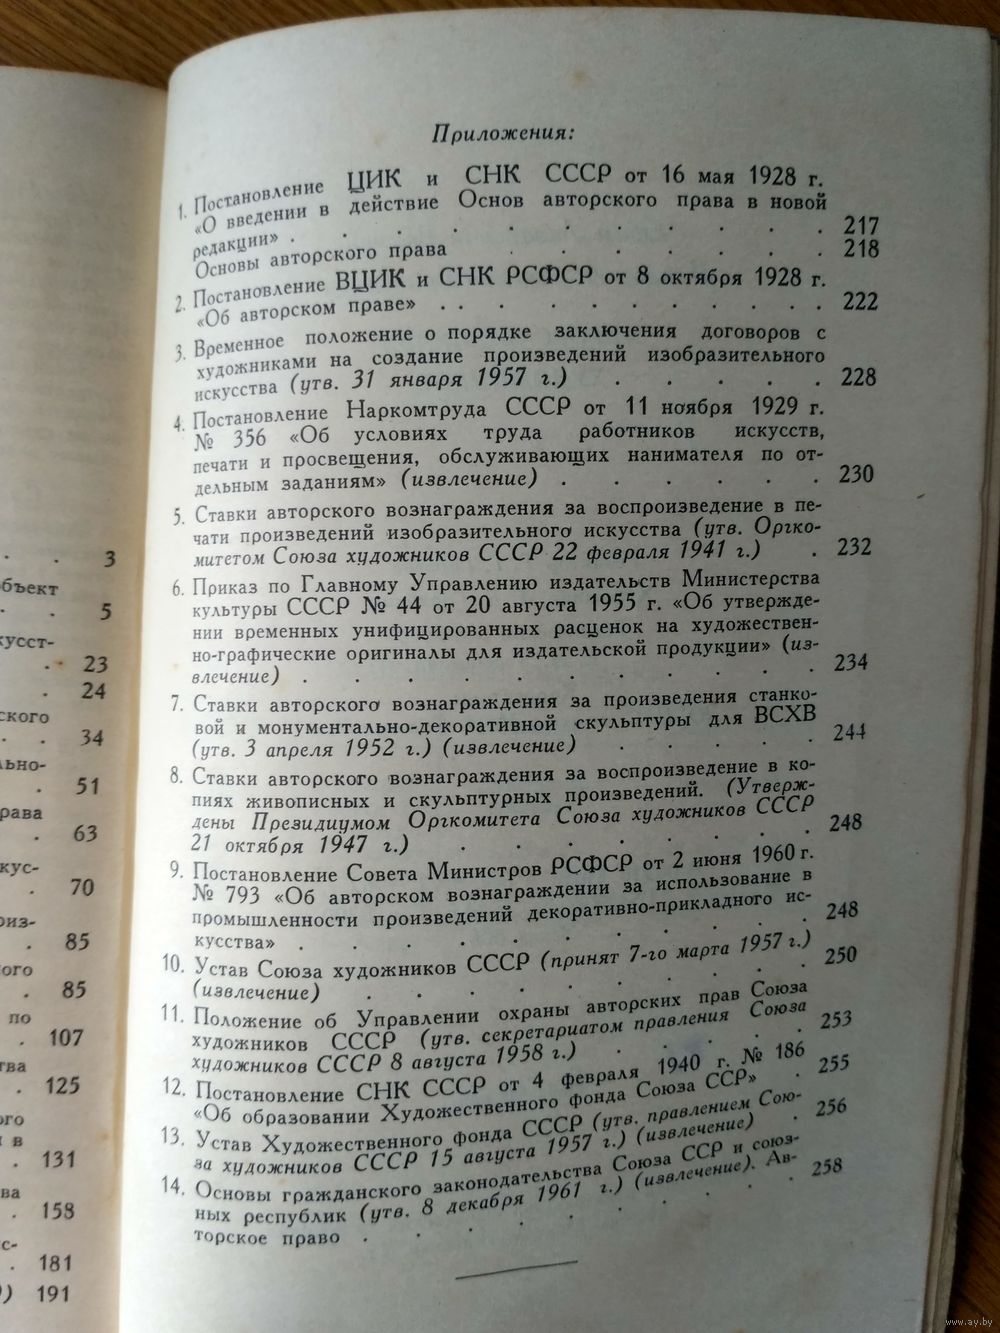 3
бъект
5
кусст-
23
24
ского
34
льно-
51
рава
63
кус-
70
оиз-
85
ого
85
по
107
тва
125
ого
и в
131
ва
158
с-
181
191
Приложения:
1. Постановление ЦИК и СНК СССР от 16 мая 1928 г.
«О введении в действие Основ авторского права в новой
редакции» . . . . . . . . . . . 217
Основы авторского права . . . . . . 218
2. Постановление ВЦИК и СНК РСФСР от 8 октября 1928 г.
«Об авторском праве» . . . . . . . . . . 222
3. Временное положение о порядке заключения договоров с
художниками на создание произведений изобразительного
искусства (утв. 31 января 1957 г.) . . . . . 228
4. Постановление Наркомтруда СССР от 11 ноября 1929 г.
№ 356 «Об условиях труда работников искусств,
печати и просвещения, обслуживающих нанимателя по от-
дельным заданиям» (извлечение) . . . . . . 230
5. Ставки авторского вознаграждения за воспроизведение в пе-
чати произведений изобразительного искусства (утв. Орг­ко-
митетом Союза художников СССР 22 февраля 1941 г.) . 232
6. Приказ по Главному Управлению издательств Министерства
культуры СССР № 44 от 20 августа 1955 г. «Об утвержде-
нии временных унифицированных расценок на художествен-
но-графические оригиналы для издательской продукции» (из-
влечение) . . . . . . . . . . 234
7. Ставки авторского вознаграждения за произведения станко-
вой и монументально-декоративной скульптуры для ВСХВ
(утв. 3 апреля 1952 г.) (извлечение) . . . . . 244
8. Ставки авторского вознаграждения за воспроизведение в ко-
пиях живописных и скульптурных произведений. (Утверж-
дены Президиумом Оргкомитета Союза художников СССР
21 октября 1947 г.) . . . . . . . . 248
9. Постановление Совета Министров РСФСР от 2 июня 1960 г.
№ 793 «Об авторском вознаграждении за использование в
промышленности произведений декоративно-прикладного ис-
кусства» . . . . . . . . . . 248
10. Устав Союза художников СССР (принят 7-го марта 1957 г.)
(извлечение) . . . . . . . . . 250
11. Положение об Управлении охраны авторских прав Союза
художников СССР (утв. секретариатом правления Союза
художников СССР 8 августа 1958 г.) . . . . . 253
12. Постановление СНК СССР от 4 февраля 1940 г. № 186
«Об образовании Художественного фонда Союза ССР» . 255
13. Устав Художественного фонда СССР (утв. правлением Сою-
за художников СССР 15 августа 1957 г.) (извлечение) . 256
14. Основы гражданского законодательства Союза ССР и союз-
ных республик (утв. 8 декабря 1961 г.) (извлечение). Ав-
торское право . . . . . . . . . 258
www.ay.by